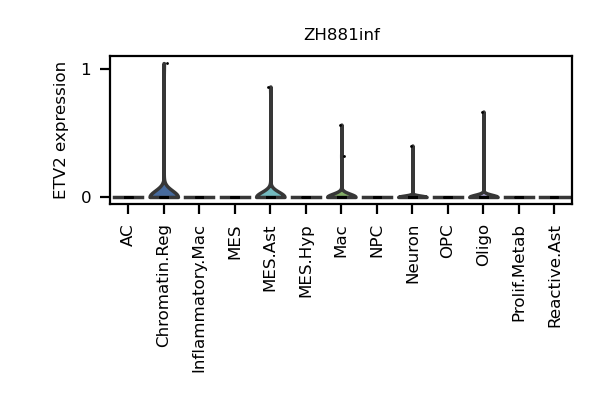 ZH881inf
ETV2 expression
1
0
AC
Chromatin.Reg
Inflammatory.Mac
MES
MES.Ast
MES.Hyp
Mac
NPC
Neuron
OPC
Oligo
Prolif.Metab
Reactive.Ast